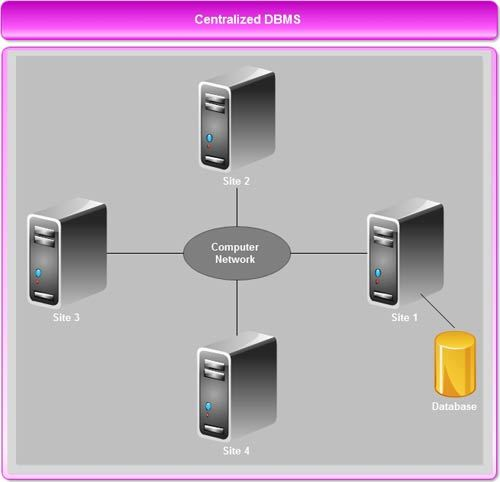 Centralized DBMS
Site 2
Computer
Network
Site 3
Site 1
Site 4
Database